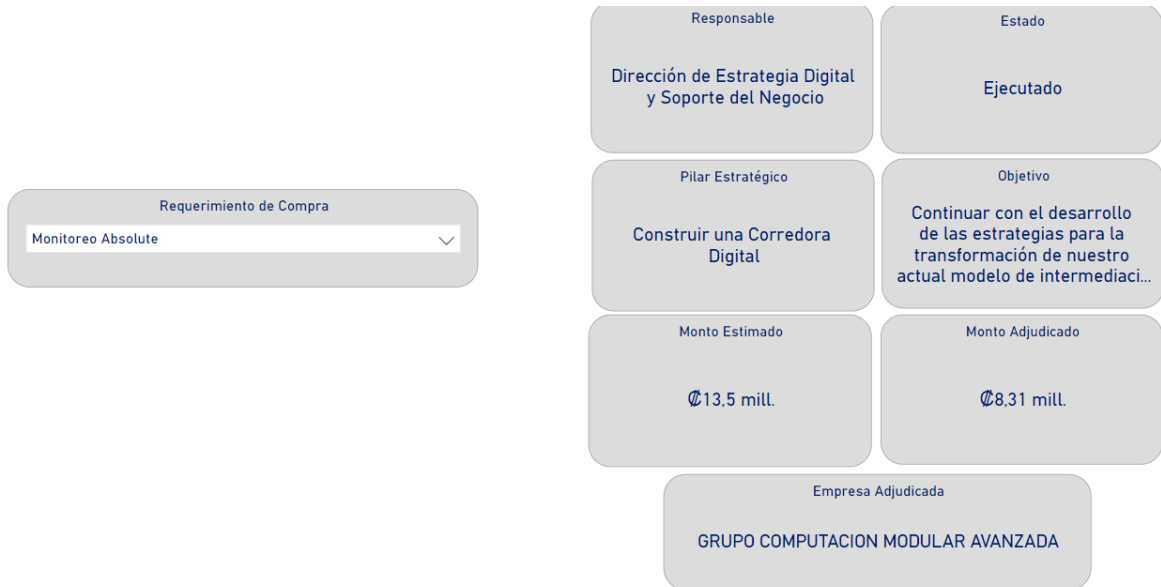 Responsable
Dirección de Estrategia Digital
y Soporte del Negocio
Estado
Ejecutado
Requerimiento de Compra
Monitoreo Absolute
Pilar Estratégico
Construir una Corredora
Digital
Objetivo
Continuar con el desarrollo
de las estrategias para la
transformación de nuestro
actual modelo de intermediaci...
Monto Estimado
₡13,5 mill.
Monto Adjudicado
₡8,31 mill.
Empresa Adjudicada
GRUPO COMPUTACION MODULAR AVANZADA